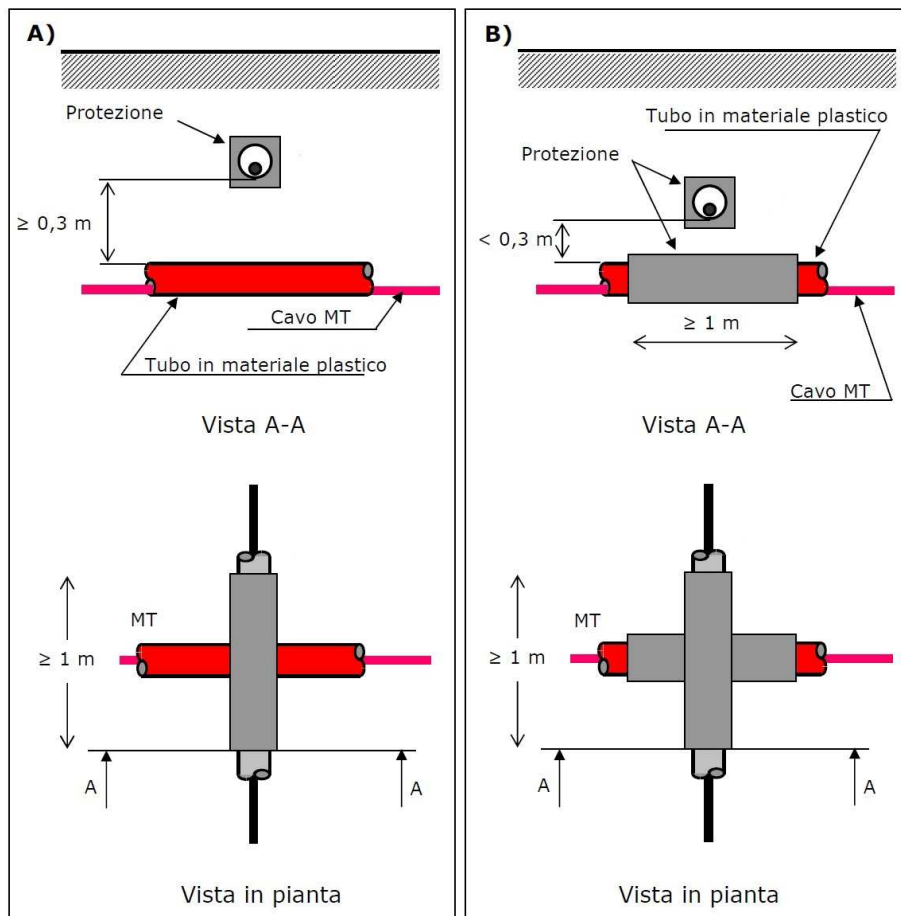 A)
Protezione
≥ 0,3 m
Cavo MT
Tubo in materiale plastico
Vista A-A
MT
≥ 1 m
A
A
Vista in pianta
B)
Tubo in materiale plastico
Protezione
< 0,3 m
≥ 1 m
Cavo MT
Vista A-A
MT
≥ 1 m
A
A
Vista in pianta